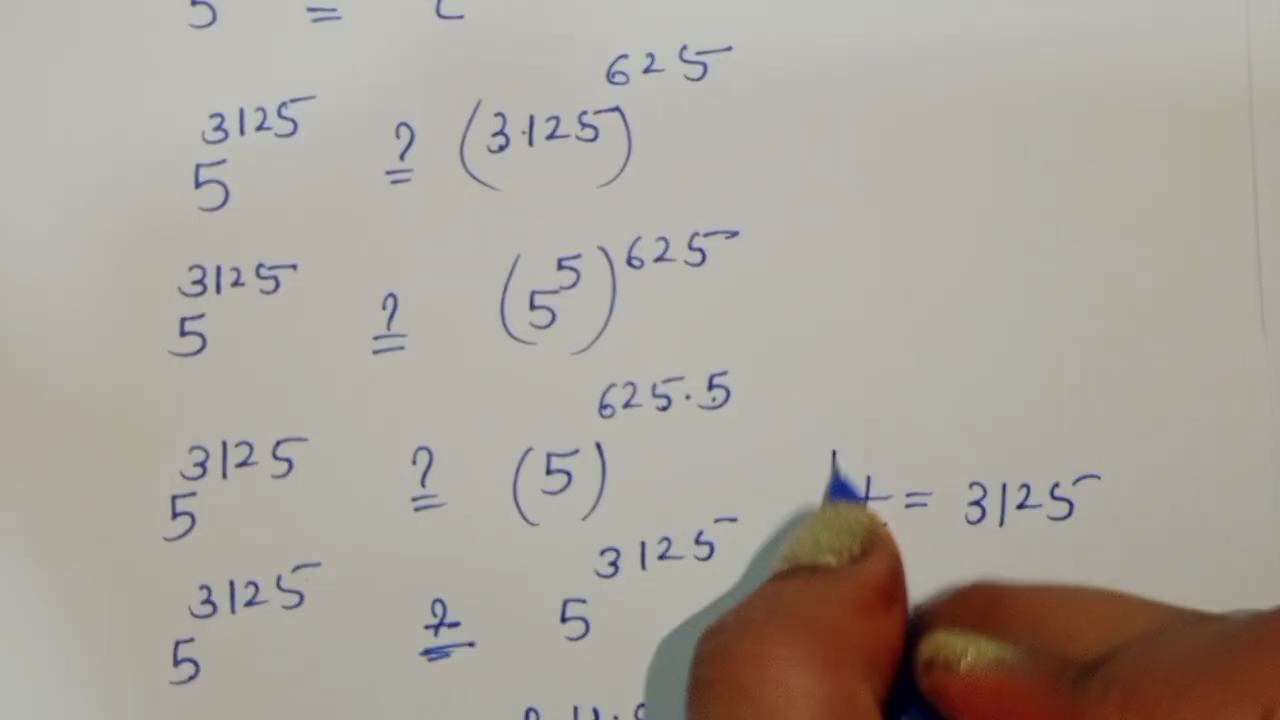 5 =
5^3125 ?= (3125)^625
5^3125 ?= (5^5)^625
5^3125 ?= (5)^625.5
t = 3125
5^3125 ?= 5^3125